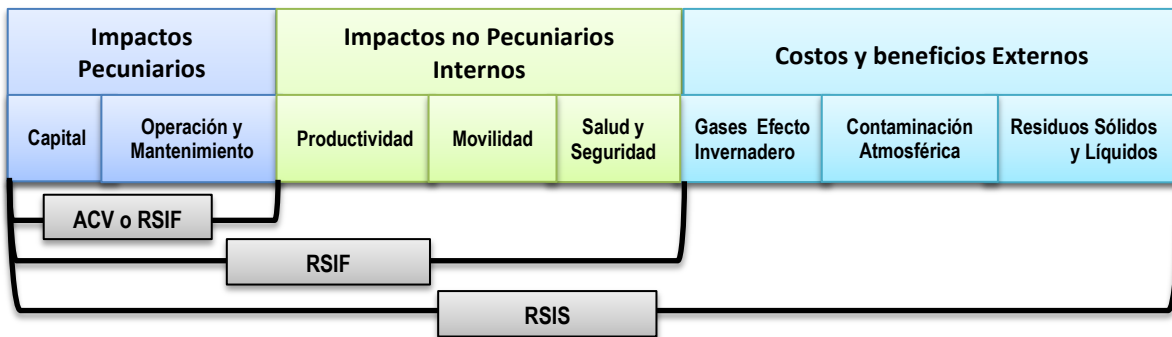 Impactos
Pecuniarios
Impactos no Pecuniarios
Internos
Costos y beneficios Externos
Capital
Operación y
Mantenimiento
Productividad
Movilidad
Salud y
Seguridad
Gases Efecto
Invernadero
Contaminación
Atmosférica
Residuos Sólidos
y Líquidos
ACV o RSIF
RSIF
RSIS